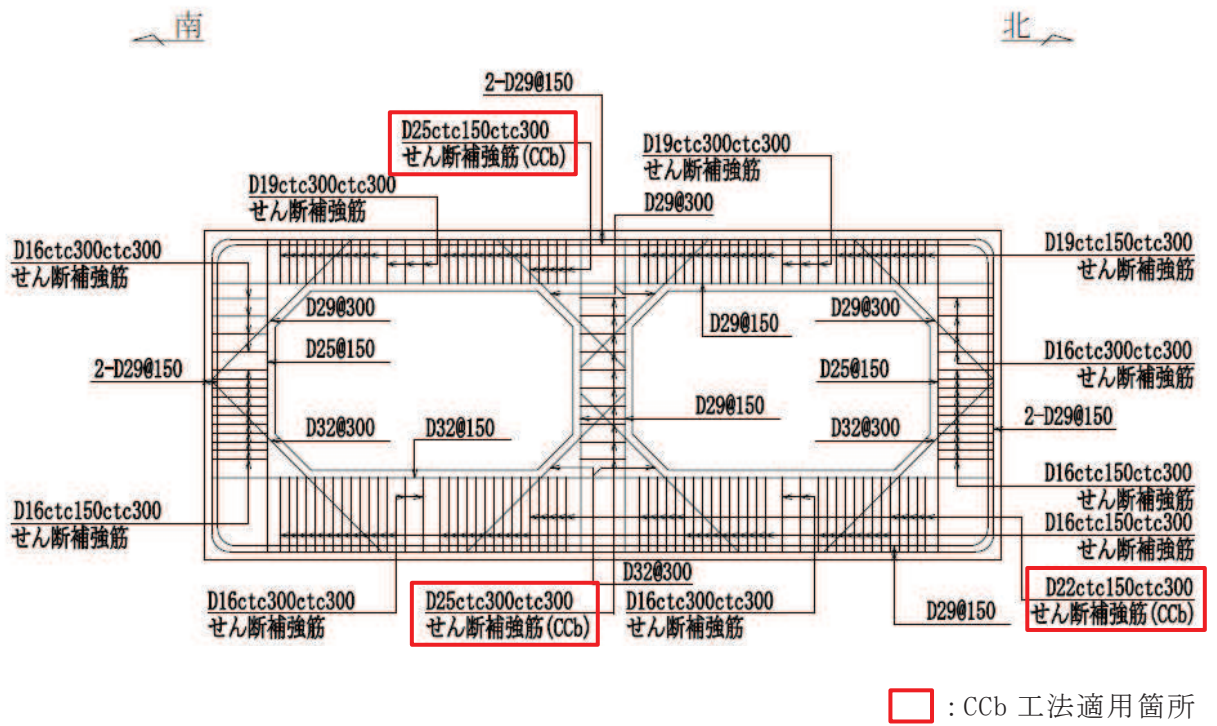 南
北
2-D29@150
D25ctc150ctc300
せん断補強筋(CCb)
D19ctc300ctc300
せん断補強筋
D19ctc300ctc300
せん断補強筋
D29@300
D16ctc300ctc300
せん断補強筋
D19ctc150ctc300
せん断補強筋
D29@300
D29@150
D29@300
D25@150
D16ctc300ctc300
せん断補強筋
2-D29@150
D25@150
D29@150
2-D29@150
D32@300
D32@150
D32@300
D16ctc150ctc300
せん断補強筋
D16ctc150ctc300
せん断補強筋
D16ctc150ctc300
せん断補強筋
D32@300
D16ctc300ctc300
せん断補強筋
D25ctc300ctc300
せん断補強筋(CCb)
D16ctc300ctc300
せん断補強筋
D29@150
D22ctc150ctc300
せん断補強筋(CCb)
：CCb 工法適用箇所